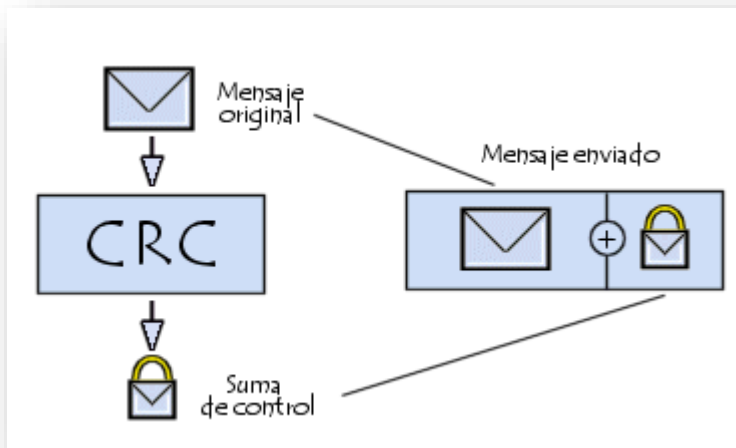 Mensaje
original
Mensaje enviado
CRC
+
Suma
de control